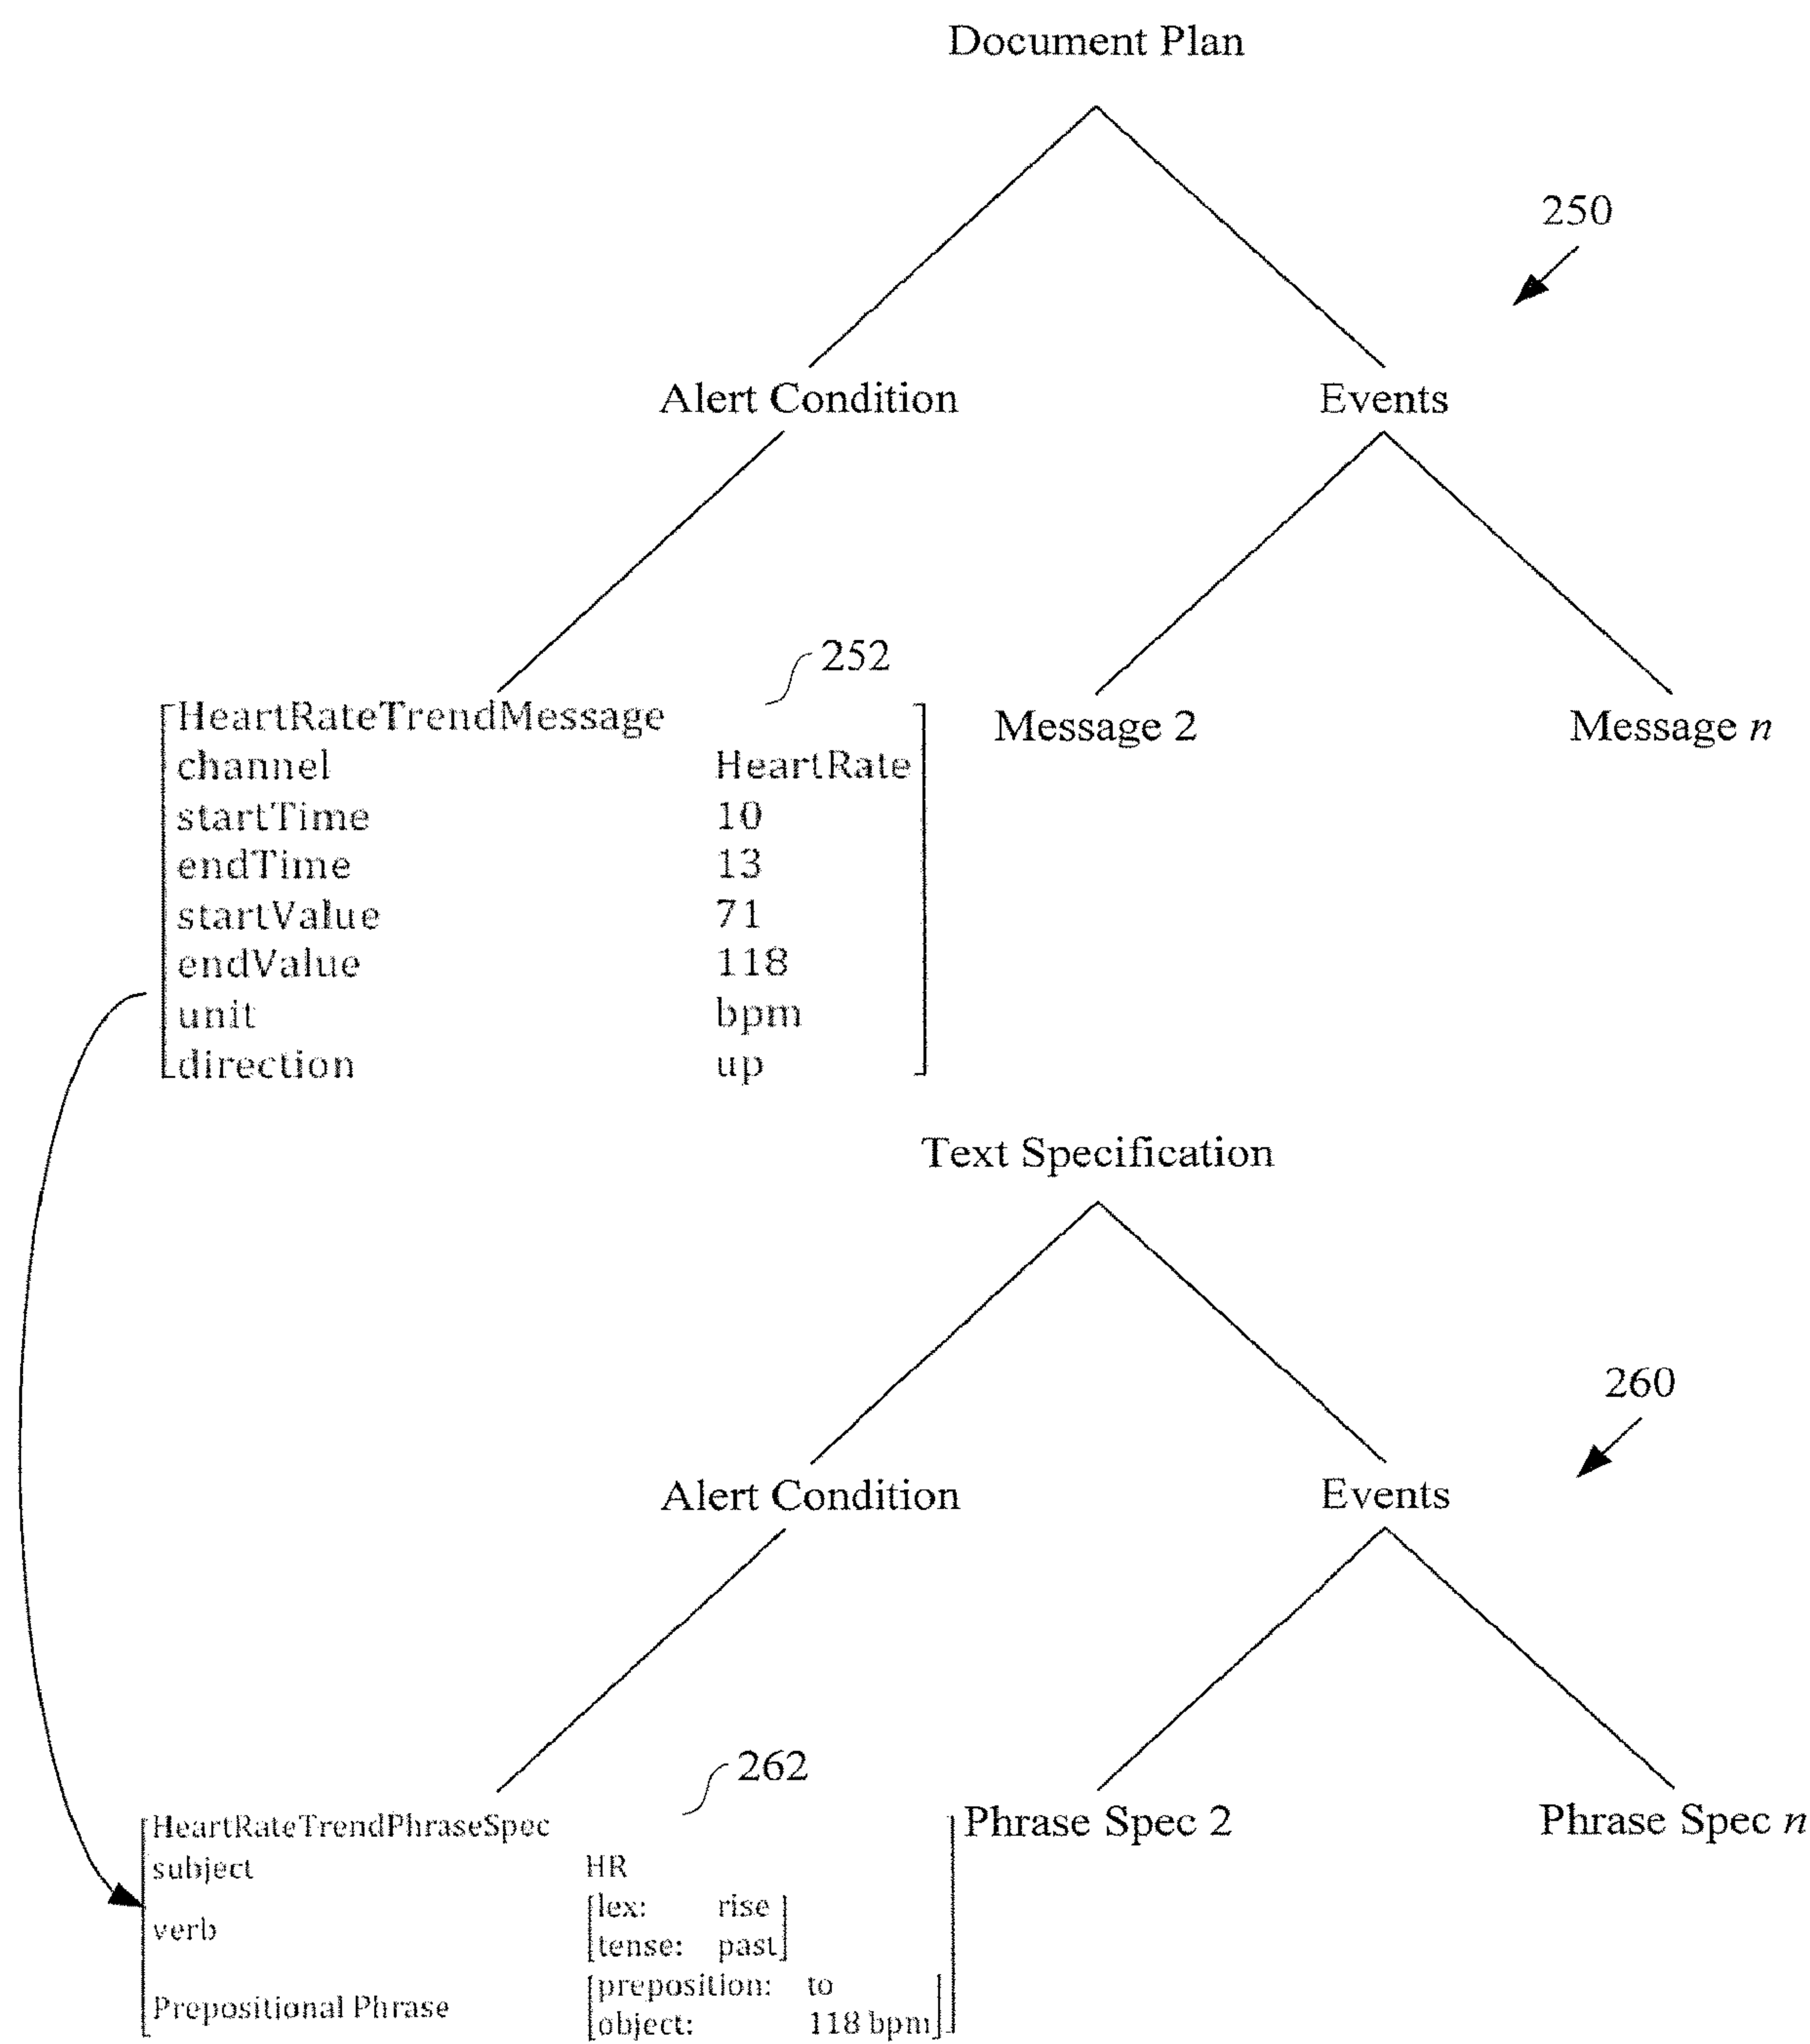 Document Plan
250
Alert Condition Events
252
HeartRateTrendMessage Message 2 Message n
channel HeartRate
startTime 10
endTime 13
startValue 71
endValue 118
unit bpm
direction up
Text Specification
260
Alert Condition Events
262
HeartRateTrendPhraseSpec Phrase Spec 2 Phrase Spec n
subject HR
lex: rise
verb
tense: past
preposition: to
Prepositional Phrase
object: 118 bpm